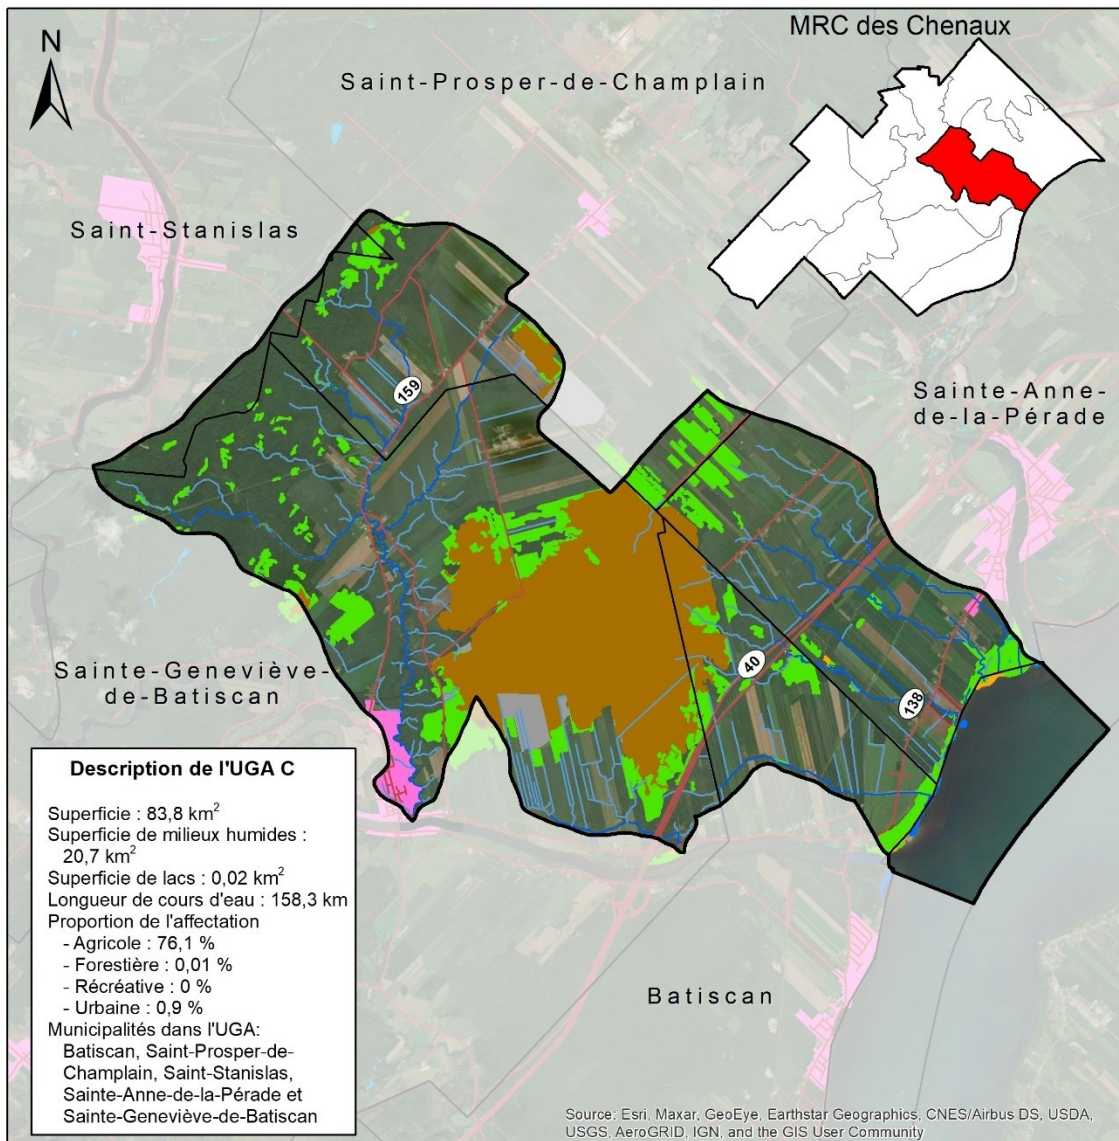 MRC des Chenaux
N
Saint-Prosper-de-Champlain
Saint-Stanislas
159
Sainte-Anne-
de-la-Pérade
Sainte-Geneviève-
de-Batiscan
40
138
Batiscan
Description de l'UGA C
Superficie : 83,8 km²
Superficie de milieux humides :
20,7 km²
Superficie de lacs : 0,02 km²
Longueur de cours d'eau : 158,3 km
Proportion de l'affectation
- Agricole : 76,1 %
- Forestière : 0,01 %
- Récréative : 0 %
- Urbaine : 0,9 %
Municipalités dans l'UGA:
Batiscan, Saint-Prosper-de-
Champlain, Saint-Stanislas,
Sainte-Anne-de-la-Pérade et
Sainte-Geneviève-de-Batiscan
Source: Esri, Maxar, GeoEye, Earthstar Geographics, CNES/Airbus DS, USDA,
USGS, AeroGRID, IGN, and the GIS User Community